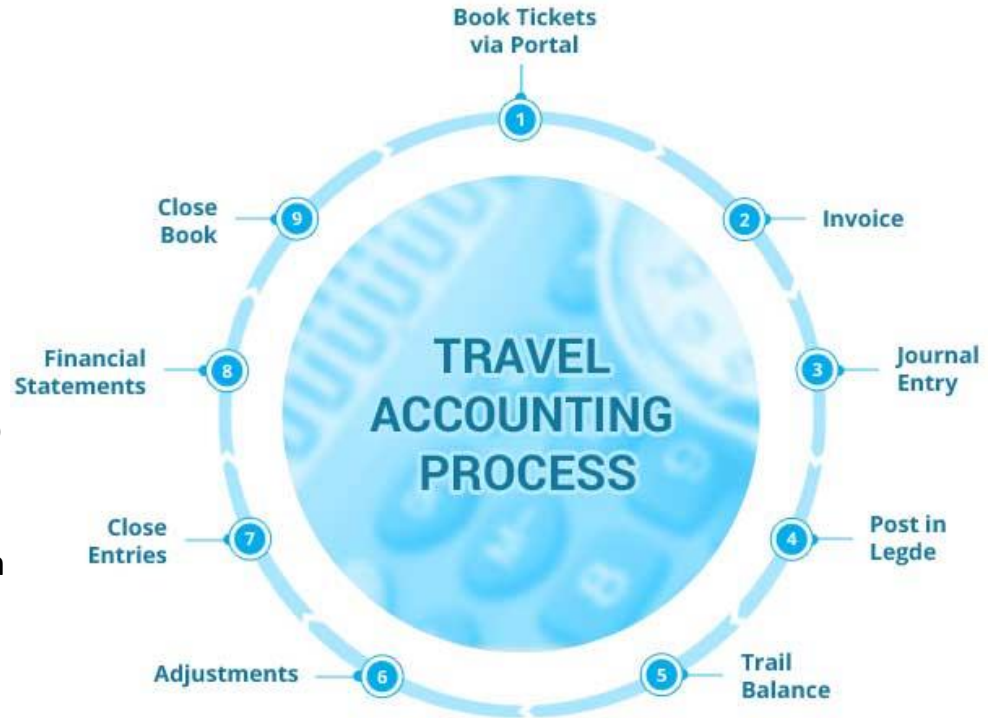 Book Tickets
via Portal
1
2
Invoice
3
Journal
Entry
4
Post in
Legde
5
Trail
Balance
6
Adjustments
7
Close
Entries
8
Financial
Statements
9
Close
Book
TRAVEL
ACCOUNTING
PROCESS